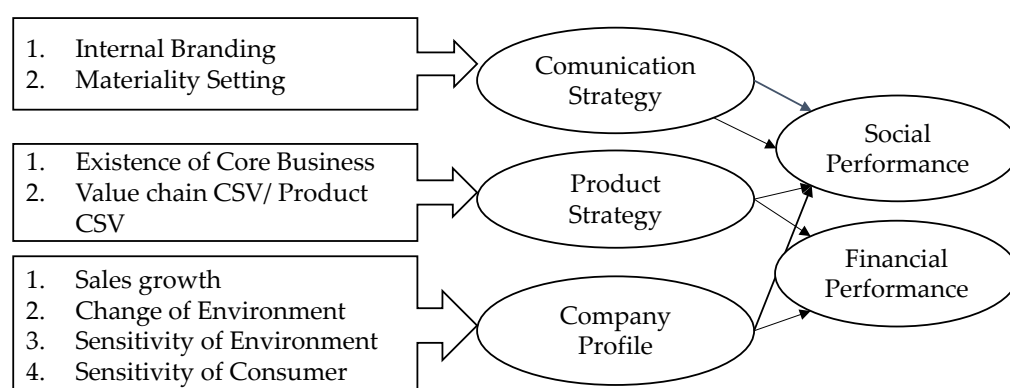 1. Internal Branding
2. Materiality Setting
Comunication
Strategy
Social
Performance
1. Existence of Core Business
2. Value chain CSV/ Product
CSV
Product
Strategy
Financial
Performance
1. Sales growth
2. Change of Environment
3. Sensitivity of Environment
4. Sensitivity of Consumer
Company
Profile